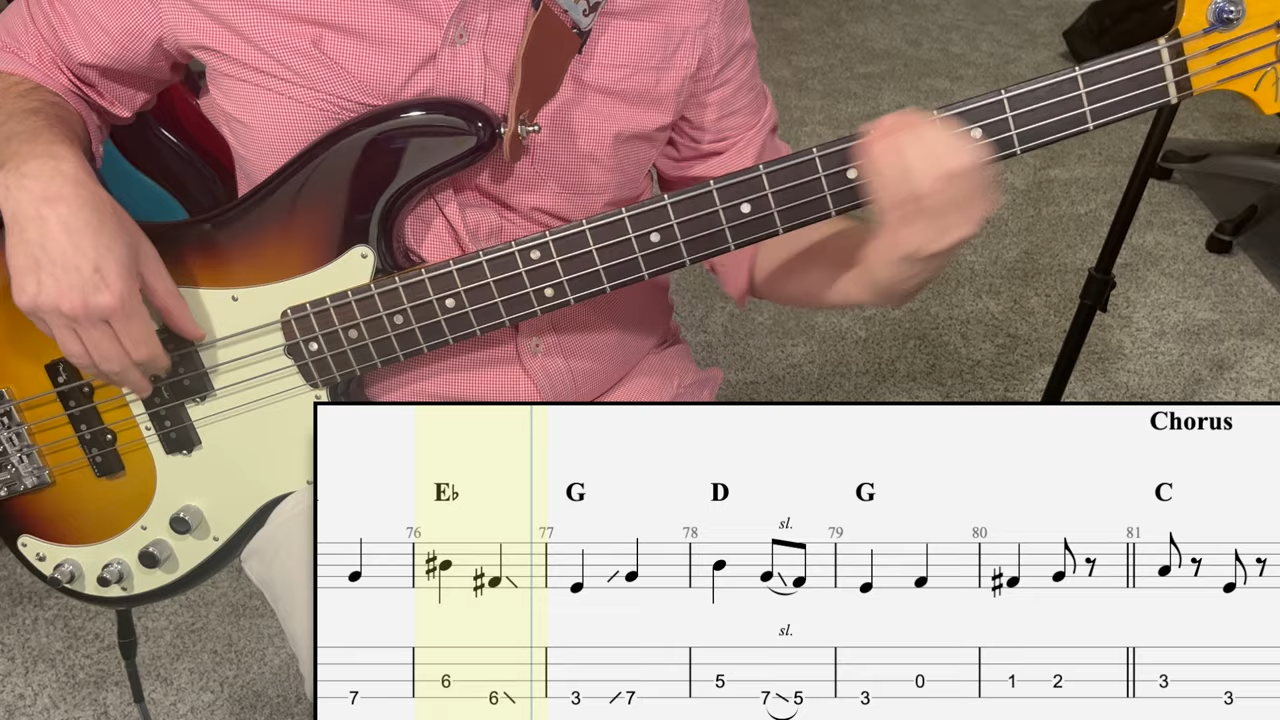 Chorus
E♭ G D G C
sl.
76 77 78 79 80 81
sl.
6 5 0 1 2 3
7 6 3 7 7 5 3 3